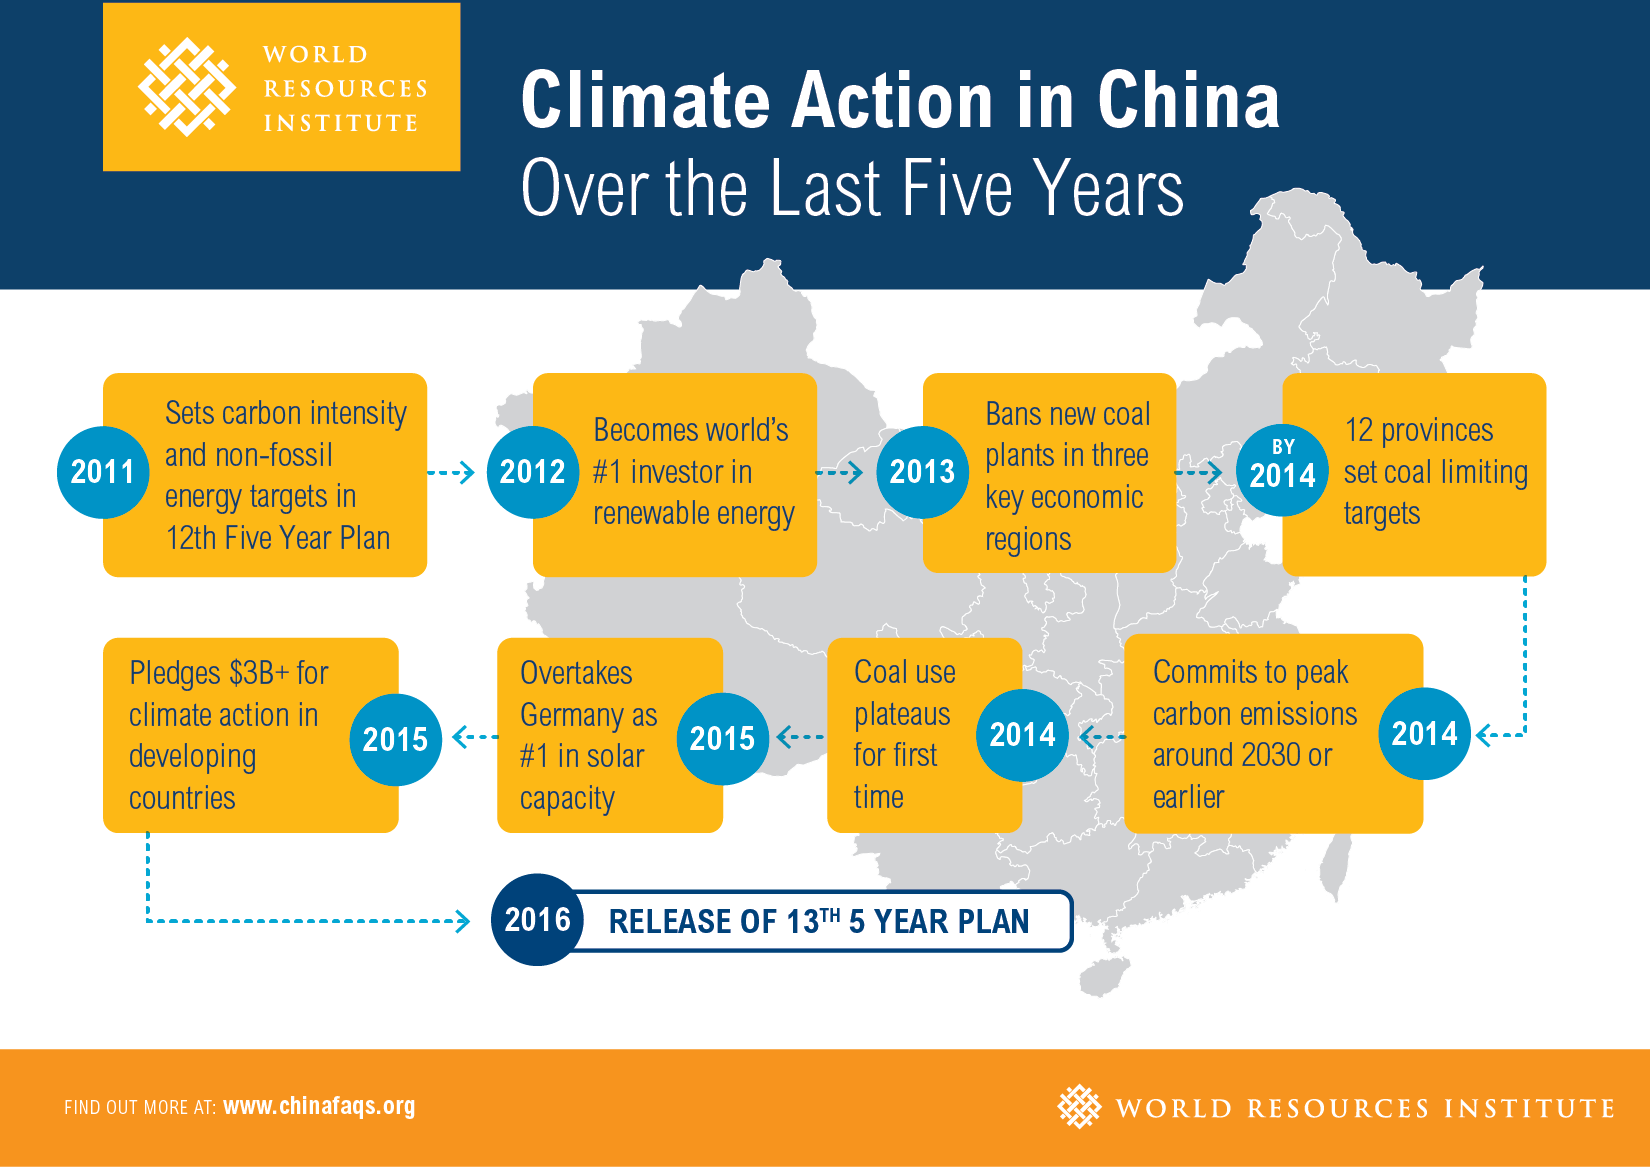 WORLD
RESOURCES
INSTITUTE
Climate Action in China
Over the Last Five Years
2011
Sets carbon intensity
and non-fossil
energy targets in
12th Five Year Plan
2012
Becomes world's
#1 investor in
renewable energy
2013
Bans new coal
plants in three
key economic
regions
BY
2014
12 provinces
set coal limiting
targets
2014
Commits to peak
carbon emissions
around 2030 or
earlier
2014
Coal use
plateaus
for first
time
2015
Overtakes
Germany as
#1 in solar
capacity
2015
Pledges $3B+ for
climate action in
developing
countries
2016
RELEASE OF 13TH 5 YEAR PLAN
FIND OUT MORE AT: www.chinafaqs.org
WORLD RESOURCES INSTITUTE